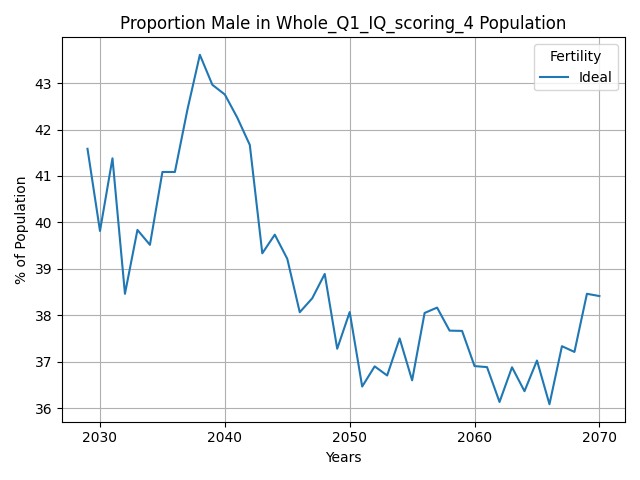 Proportion Male in Whole_Q1_IQ_scoring_4 Population
Fertility
Ideal
% of Population
43
42
41
40
39
38
37
36
2030
2040
2050
2060
2070
Years